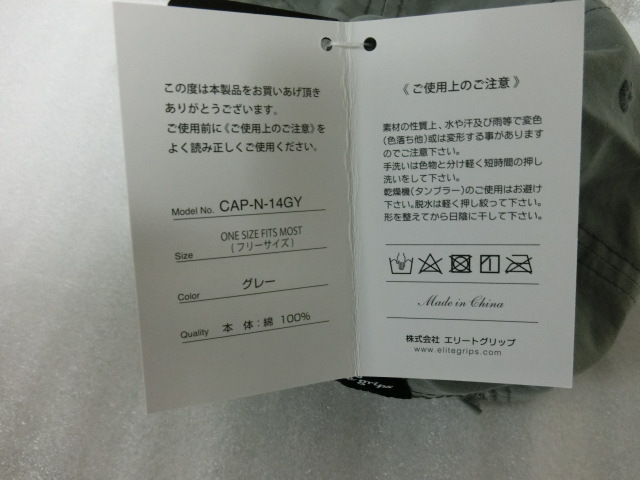 この度は本製品をお買いあげ頂き
ありがとうございます。
ご使用前に《ご使用上のご注意》を
よく読み正しくご使用ください。
Model No. CAP-N-14GY
Size ONE SIZE FITS MOST
(フリーサイズ)
Color グレー
Quality 本 体：綿 100%
《 ご使用上のご注意 》
素材の性質上、水や汗及び雨等で変色
(色落ち他)或は変形する事があります
のでご注意下さい。
手洗いは色物と分け軽く短時間の押し
洗いをして下さい。
乾燥機(タンブラー)のご使用はお避け
下さい。脱水は軽く押し絞って下さい。
形を整えてから日陰に干して下さい。
Made in China
株式会社 エリートグリップ
www.elitegrips.com
grips